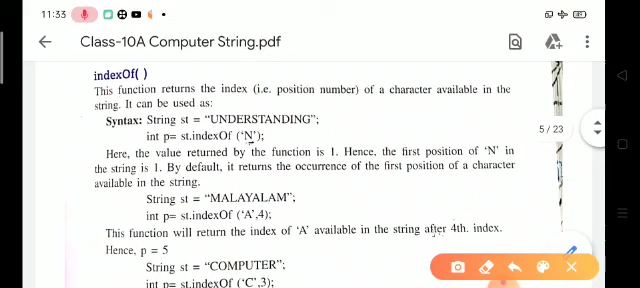 11:33
Class-10A Computer String.pdf
indexOf( )
This function returns the index (i.e. position number) of a character available in the
string. It can be used as:
Syntax: String st = "UNDERSTANDING";
int p= st.indexOf ('N');
Here, the value returned by the function is 1. Hence, the first position of 'N' in
the string is 1. By default, it returns the occurrence of the first position of a character
available in the string.
String st = "MALAYALAM";
int p= st.indexOf ('A',4);
This function will return the index of 'A' available in the string after 4th. index.
Hence, p = 5
String st = "COMPUTER";
int p= st.indexOf ('C',3);
5 / 23